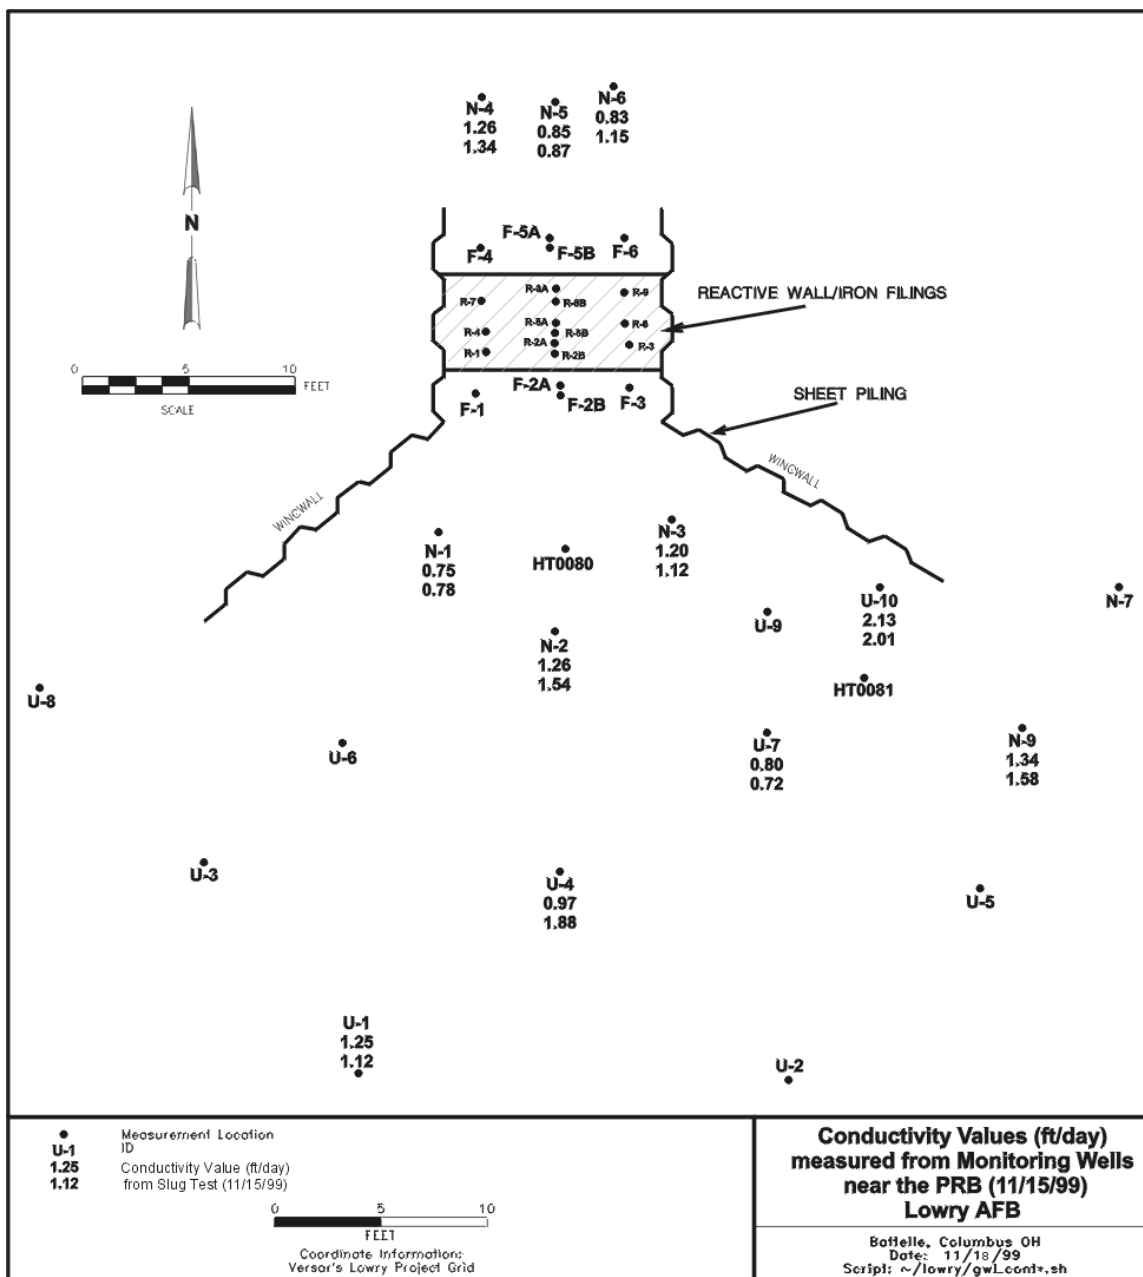 N-4
1.26
1.34
N-5
0.85
0.87
N-6
0.83
1.15
N
F-5A
F-4
F-5B
F-6
R-8A
R-9
R-7
R-8B
R-5A
R-6
R-4
R-5B
R-2A
R-3
R-1
R-2B
REACTIVE WALL/IRON FILINGS
0
5
10
FEET
SCALE
F-2A
F-1
F-2B
F-3
SHEET PILING
WINGWALL
WINGWALL
N-1
0.75
0.78
HT0080
N-3
1.20
1.12
N-2
1.26
1.54
U-9
U-10
2.13
2.01
N-7
HT0081
U-8
U-6
U-7
0.80
0.72
N-9
1.34
1.58
U-3
U-4
0.97
1.88
U-5
U-1
1.25
1.12
U-2
Measurement Location
U-1 ID
1.25 Conductivity Value (ft/day)
1.12 from Slug Test (11/15/99)
0 5 10
FEET
Coordinate Information:
Versar's Lowry Project Grid
Conductivity Values (ft/day)
measured from Monitoring Wells
near the PRB (11/15/99)
Lowry AFB
Battelle, Columbus OH
Date: 11/18/99
Script: ~/lowry/gwl_cont*.sh